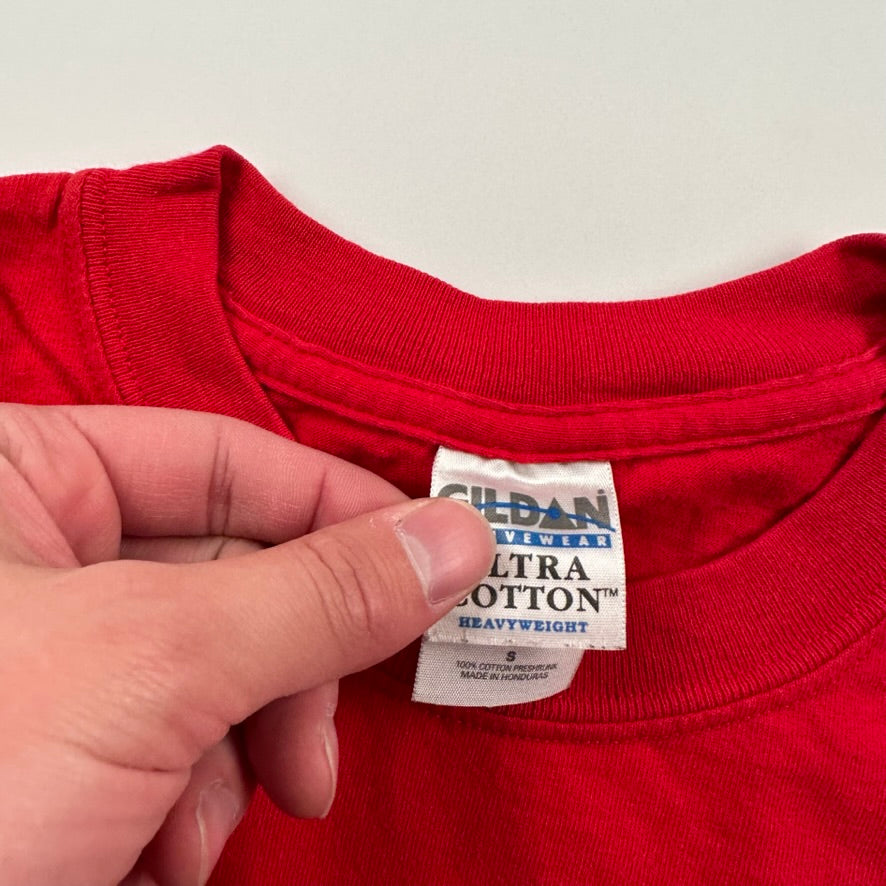 GILDAN
VEWEAR
LTRA
COTTON™
HEAVYWEIGHT
S
100% COTTON PRESHRUNK
MADE IN HONDURAS